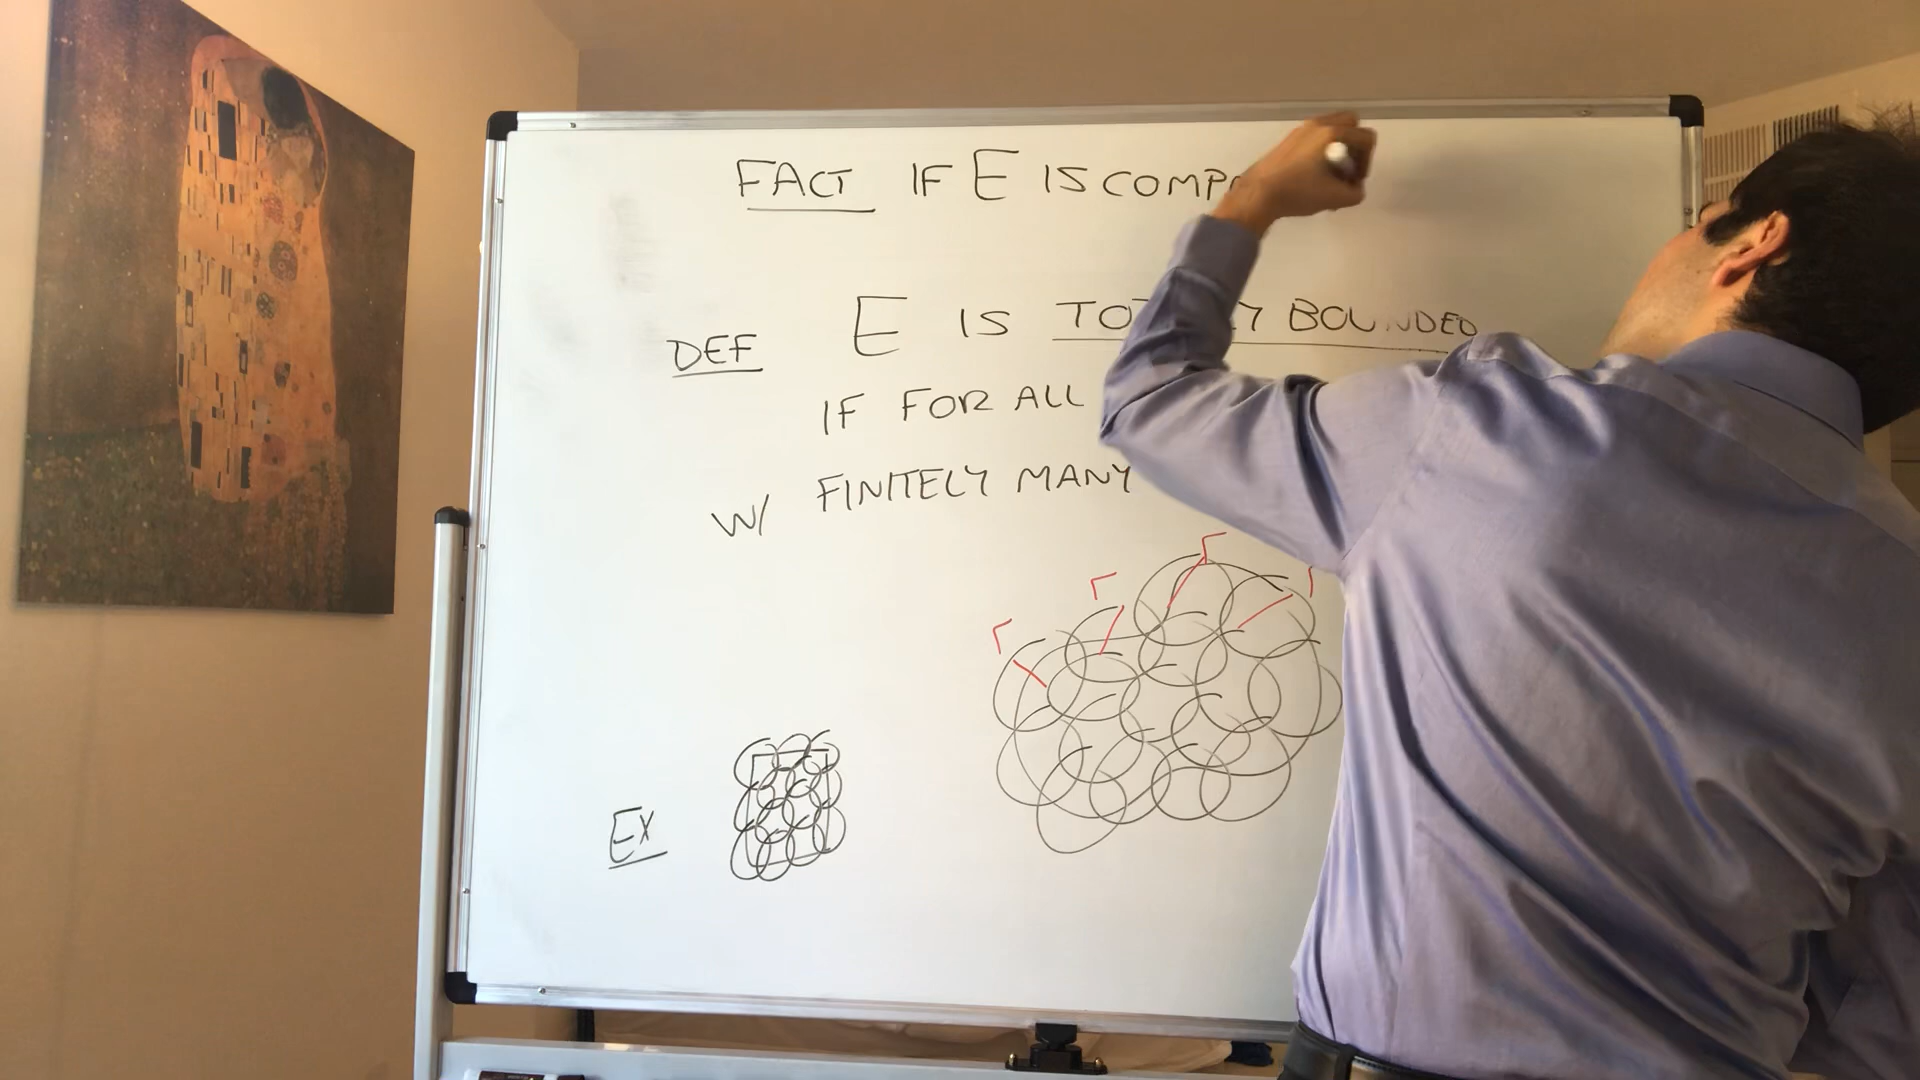 FACT IF E IS COMP
DEF E IS TOTALLY BOUNDED
IF FOR ALL
W/ FINITELY MANY
r r r r
EX